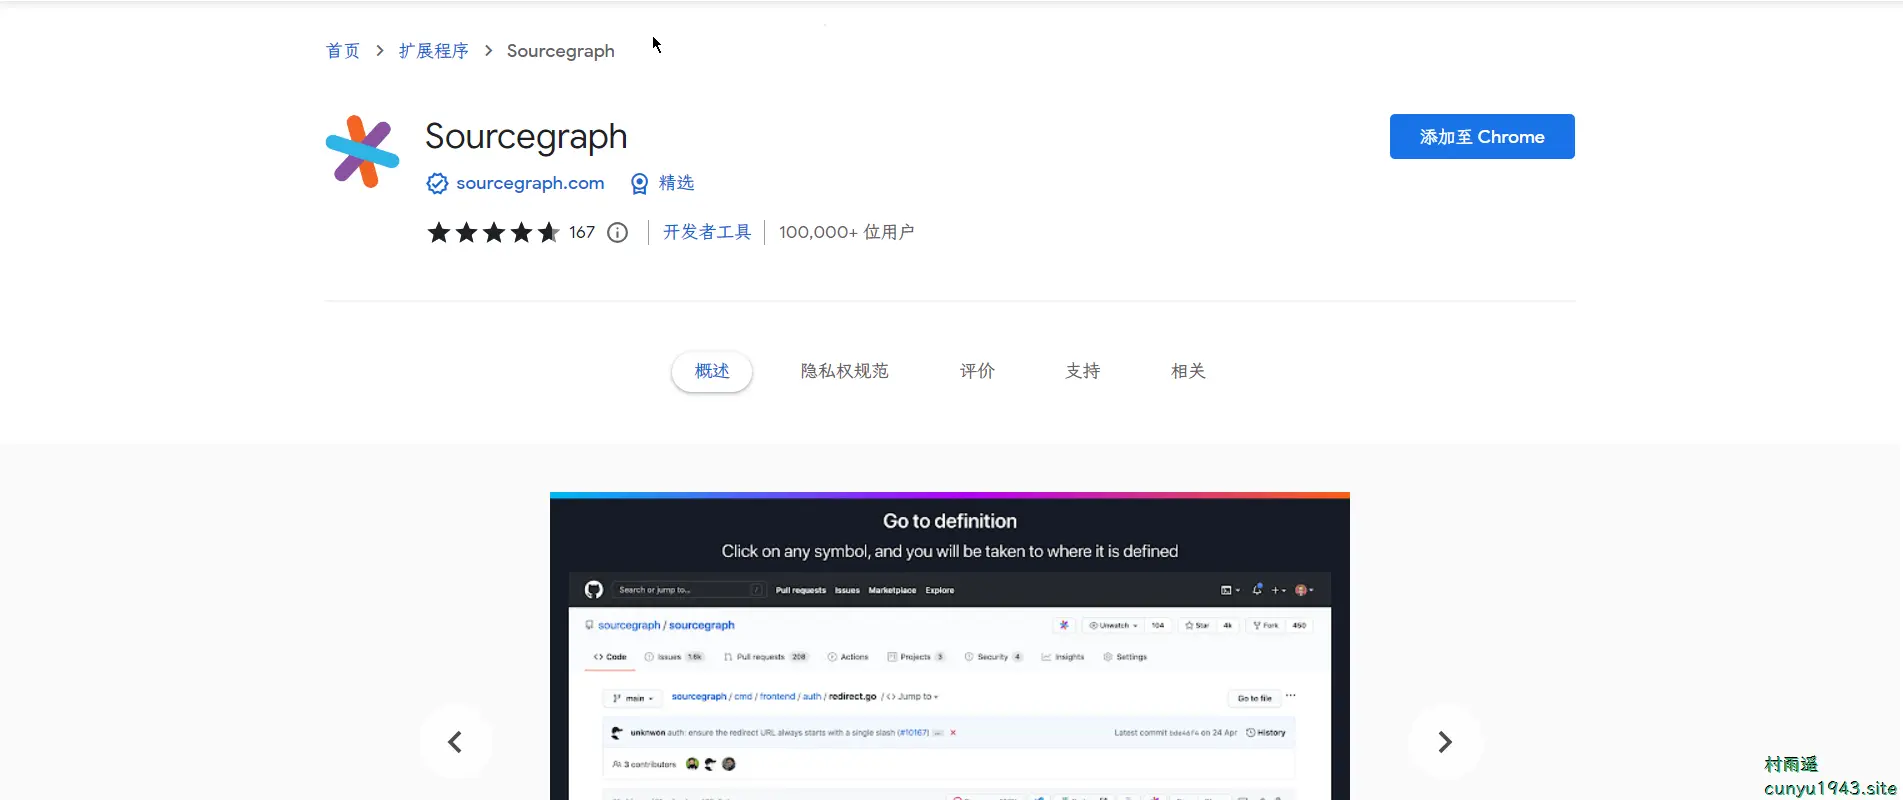 首页 > 扩展程序 > Sourcegraph
Sourcegraph
添加至 Chrome
sourcegraph.com 精选
167 开发者工具 100,000+ 位用户
概述 隐私权规范 评价 支持 相关
Go to definition
Click on any symbol, and you will be taken to where it is defined
Search or jump to... / Pull requests Issues Marketplace Explore
sourcegraph / sourcegraph Unwatch 104 Star 4k Fork 450
Code Issues 1.6k Pull requests 208 Actions Projects 3 Security 4 Insights Settings
main sourcegraph / cmd / frontend / auth / redirect.go / <> Jump to Go to file ...
unknwon auth: ensure the redirect URL always starts with a single slash (#10167) Latest commit on 24 Apr History
3 contributors
村雨遥
cunyu1943.site